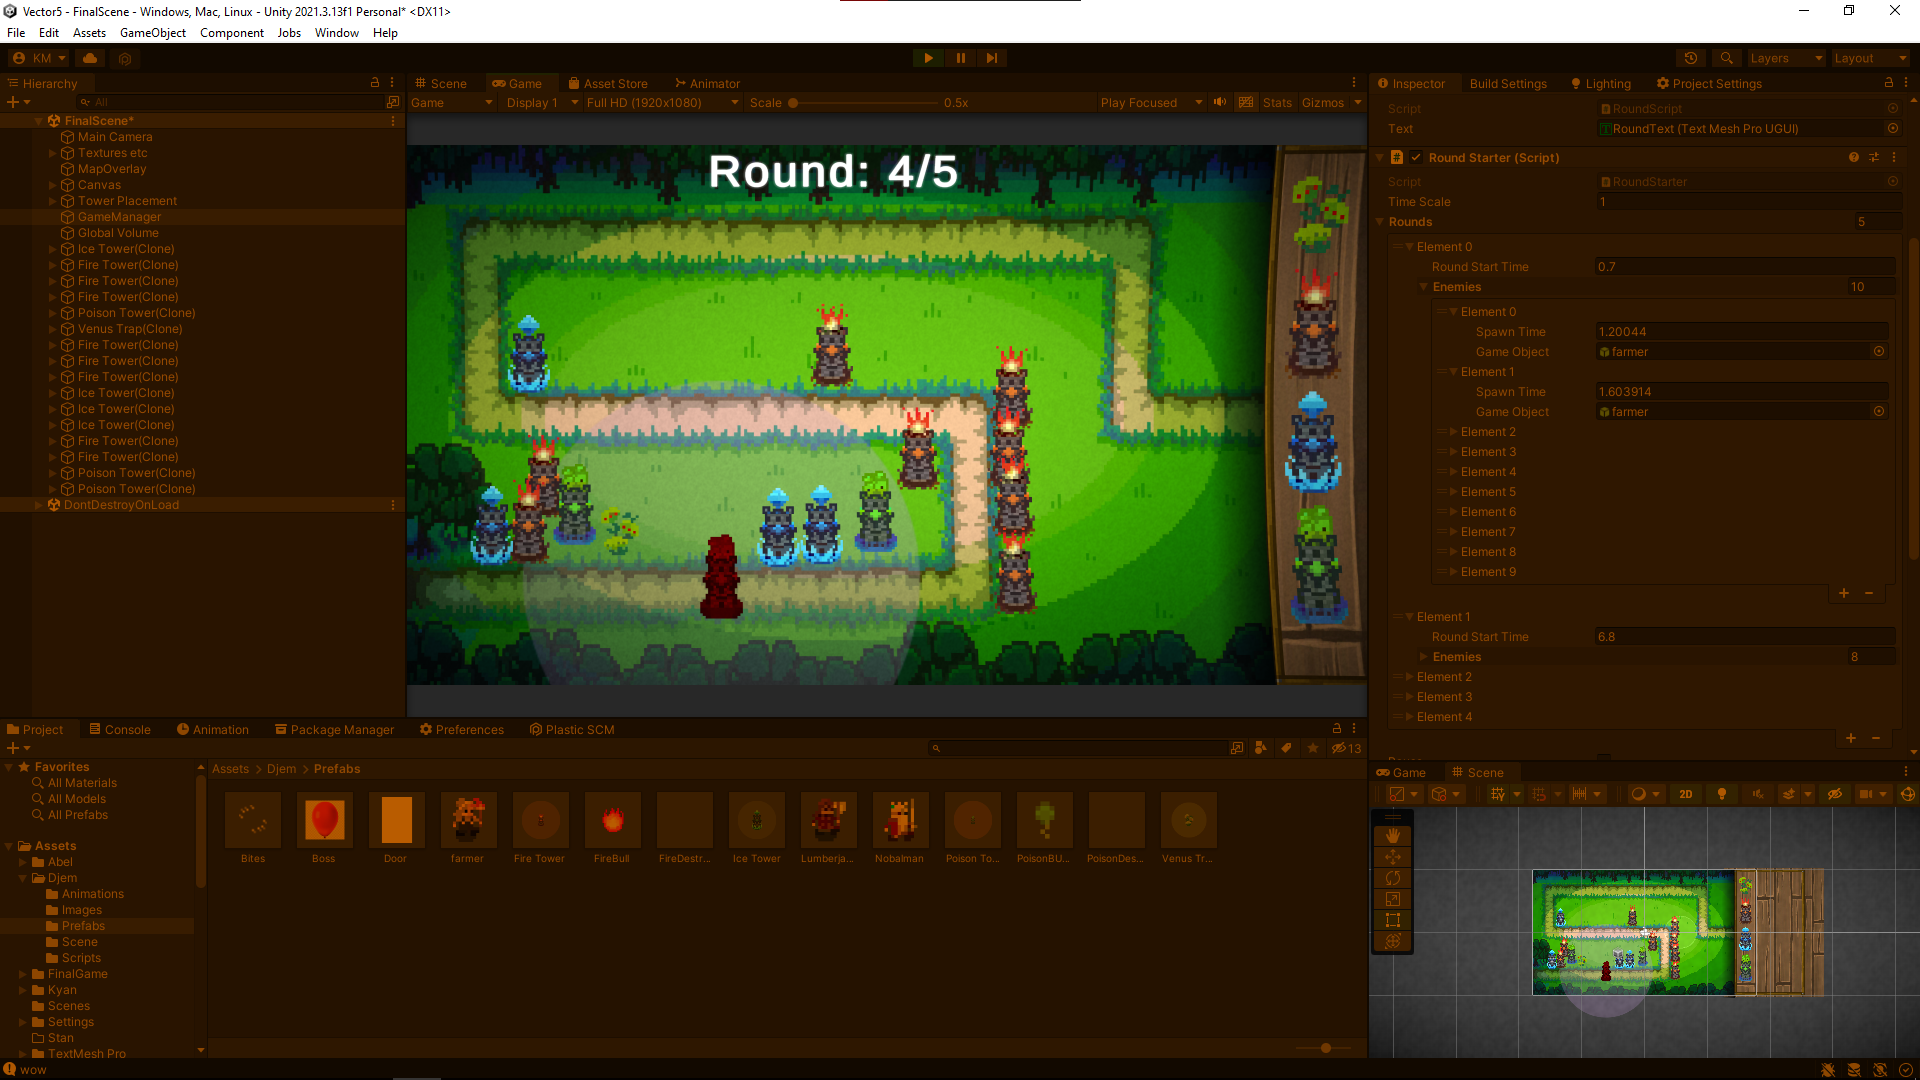 Vector5 - FinalScene - Windows, Mac, Linux - Unity 2021.3.13f1 Personal* <DX11>
File Edit Assets GameObject Component Jobs Window Help
KM
Layers Layout
Hierarchy
All
FinalScene*
Main Camera
Textures etc
MapOverlay
Canvas
Tower Placement
GameManager
Global Volume
Ice Tower(Clone)
Fire Tower(Clone)
Fire Tower(Clone)
Fire Tower(Clone)
Poison Tower(Clone)
Venus Trap(Clone)
Fire Tower(Clone)
Fire Tower(Clone)
Fire Tower(Clone)
Ice Tower(Clone)
Ice Tower(Clone)
Ice Tower(Clone)
Fire Tower(Clone)
Fire Tower(Clone)
Poison Tower(Clone)
Poison Tower(Clone)
DontDestroyOnLoad
Scene Game Asset Store Animator
Game Display 1 Full HD (1920x1080) Scale 0.5x Play Focused Stats Gizmos
Round: 4/5
Inspector Build Settings Lighting Project Settings
Script RoundScript
Text RoundText (Text Mesh Pro UGUI)
Round Starter (Script)
Script RoundStarter
Time Scale 1
Rounds 5
Element 0
Round Start Time 0.7
Enemies 10
Element 0
Spawn Time 1.20044
Game Object farmer
Element 1
Spawn Time 1.603914
Game Object farmer
Element 2
Element 3
Element 4
Element 5
Element 6
Element 7
Element 8
Element 9
Element 1
Round Start Time 6.8
Enemies 8
Element 2
Element 3
Element 4
Project Console Animation Package Manager Preferences Plastic SCM
13
Favorites
All Materials
All Models
All Prefabs
Assets
Abel
Djem
Animations
Images
Prefabs
Scene
Scripts
FinalGame
Kyan
Scenes
Settings
Stan
TextMesh Pro
Assets > Djem > Prefabs
Bites Boss Door farmer Fire Tower FireBull FireDestr... Ice Tower Lumberja... Nobalman Poison To... PoisonBU... PoisonDes... Venus Tr...
Game Scene
2D
wow